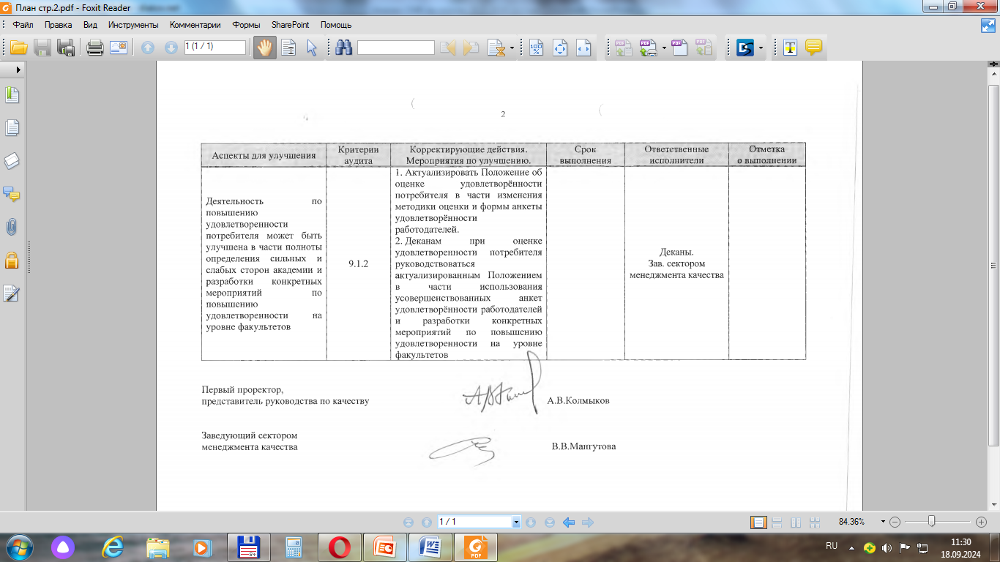 План стр.2.pdf - Foxit Reader
Файл Правка Вид Инструменты Комментарии Формы SharePoint Помощь
1 (1 / 1)
2
Аспекты для улучшения
Критерии
аудита
Корректирующие действия.
Мероприятия по улучшению.
Срок
выполнения
Ответственные
исполнители
Отметка
о выполнении
Деятельность по
повышению
удовлетворенности
потребителя может быть
улучшена в части полноты
определения сильных и
слабых сторон академии и
разработки конкретных
мероприятий по
повышению
удовлетворенности на
уровне факультетов
9.1.2
1. Актуализировать Положение об
оценке удовлетворённости
потребителя в части изменения
методики оценки и формы анкеты
удовлетворённости
работодателей.
2. Деканам при оценке
удовлетворенности потребителя
руководствоваться
актуализированным Положением
в части использования
усовершенствованных анкет
удовлетворённости работодателей
и разработки конкретных
мероприятий по повышению
удовлетворенности на уровне
факультетов
Деканы.
Зав. сектором
менеджмента качества
Первый проректор,
представитель руководства по качеству
А.В.Колмыков
Заведующий сектором
менеджмента качества
В.В.Мангутова
1 / 1
84.36%
RU
11:30
18.09.2024